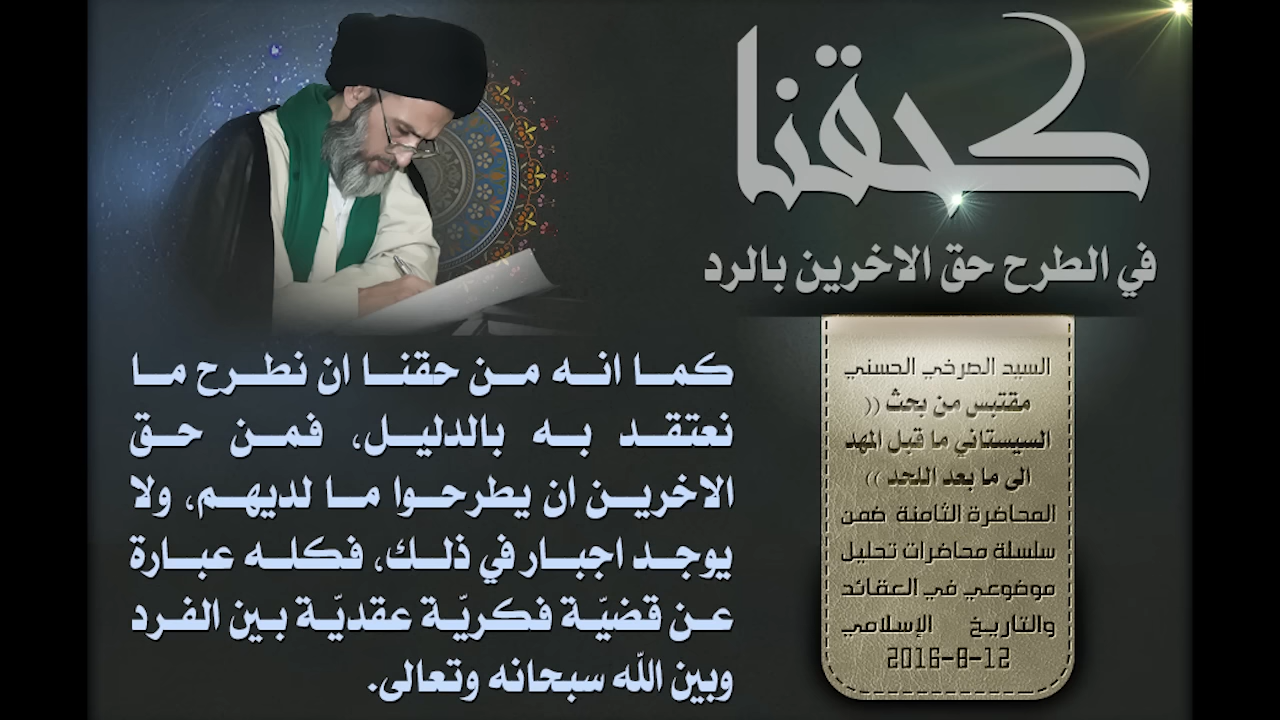 كحقنا
في الطرح حق الاخرين بالرد
السيد الصرخي الحسني
مقتبس من بحث ((
السيستاني ما قبل المهد
الى ما بعد اللحد ))
المحاضرة الثامنة ضمن
سلسلة محاضرات تحليل
موضوعي في العقائد
والتاريخ الإسلامي
2016-8-12
كما انه من حقنا ان نطرح ما
نعتقد به بالدليل، فمن حق
الاخرين ان يطرحوا ما لديهم، ولا
يوجد اجبار في ذلك، فكله عبارة
عن قضيّة فكريّة عقديّة بين الفرد
وبين الله سبحانه وتعالى.